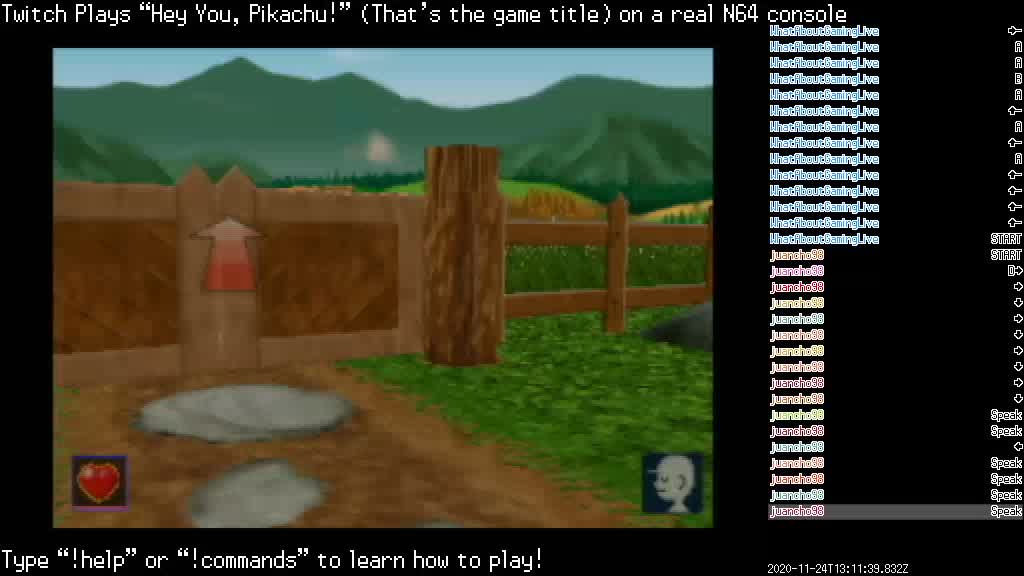 Twitch Plays “Hey You, Pikachu!” (That’s the game title) on a real N64 console
WhatAboutGamingLive
WhatAboutGamingLive A
WhatAboutGamingLive A
WhatAboutGamingLive B
WhatAboutGamingLive A
WhatAboutGamingLive
WhatAboutGamingLive A
WhatAboutGamingLive
WhatAboutGamingLive A
WhatAboutGamingLive
WhatAboutGamingLive
WhatAboutGamingLive
WhatAboutGamingLive
WhatAboutGamingLive START
juancho98 START
juancho98
juancho98
juancho98
juancho98
juancho98
juancho98
juancho98
juancho98
juancho98
juancho98 Speak
juancho98 Speak
juancho98
juancho98 Speak
juancho98 Speak
juancho98 Speak
juancho98 Speak
Type “!help” or “!commands” to learn how to play!
2020-11-24T13:11:39.832Z